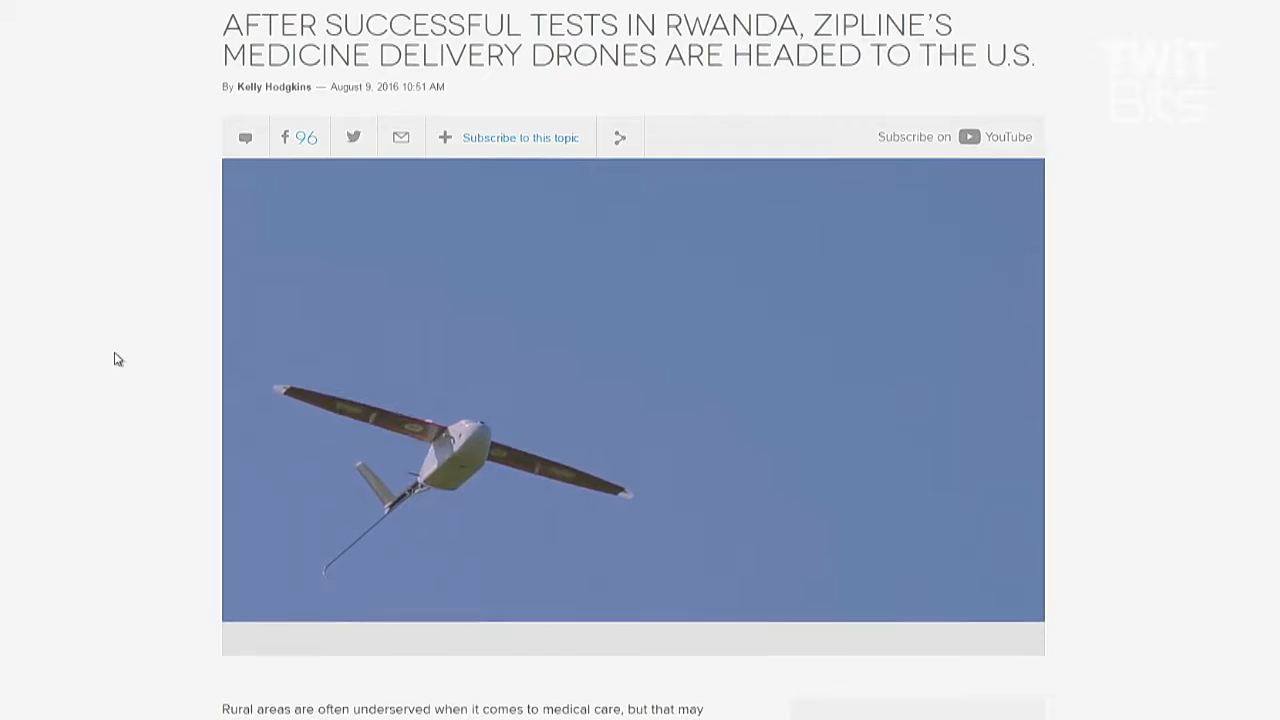 AFTER SUCCESSFUL TESTS IN RWANDA, ZIPLINE'S
MEDICINE DELIVERY DRONES ARE HEADED TO THE U.S.
By Kelly Hodgkins — August 9, 2016 10:51 AM
f 96
+ Subscribe to this topic
Subscribe on YouTube
TWiT
Bits
Rural areas are often underserved when it comes to medical care, but that may